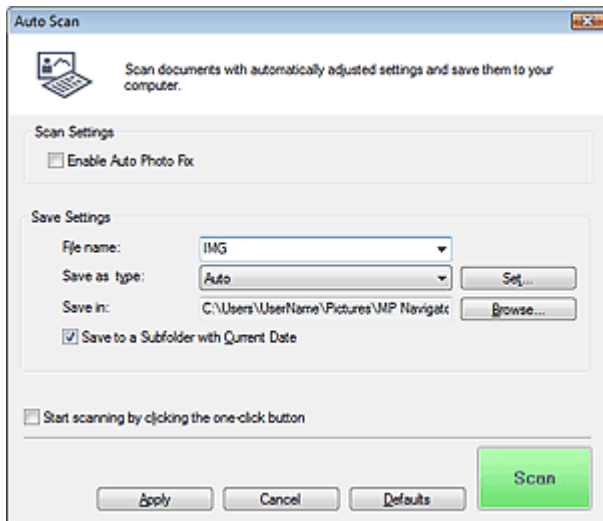 Auto Scan
Scan documents with automatically adjusted settings and save them to your
computer.
Scan Settings
Enable Auto Photo Fix
Save Settings
File name:
IMG
Save as type:
Auto
Set...
Save in:
C:\Users\UserName\Pictures\MP Navigato
Browse...
Save to a Subfolder with Current Date
Start scanning by clicking the one-click button
Scan
Apply
Cancel
Defaults